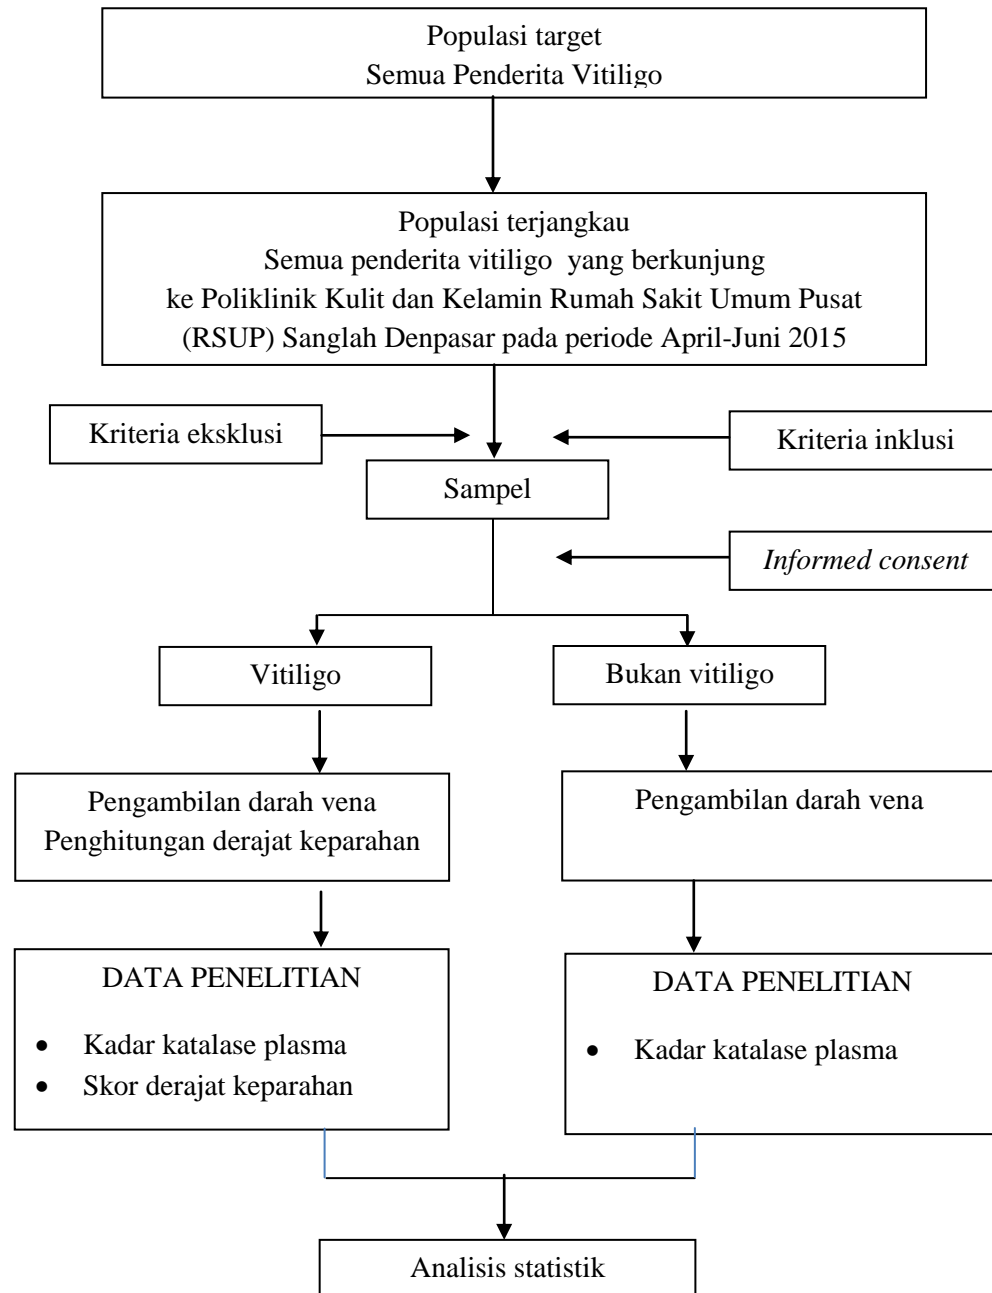 Populasi target
Semua Penderita Vitiligo
Populasi terjangkau
Semua penderita vitiligo yang berkunjung
ke Poliklinik Kulit dan Kelamin Rumah Sakit Umum Pusat
(RSUP) Sanglah Denpasar pada periode April-Juni 2015
Kriteria eksklusi
Kriteria inklusi
Sampel
Informed consent
Vitiligo
Bukan vitiligo
Pengambilan darah vena
Penghitungan derajat keparahan
Pengambilan darah vena
DATA PENELITIAN
• Kadar katalase plasma
• Skor derajat keparahan
DATA PENELITIAN
• Kadar katalase plasma
Analisis statistik